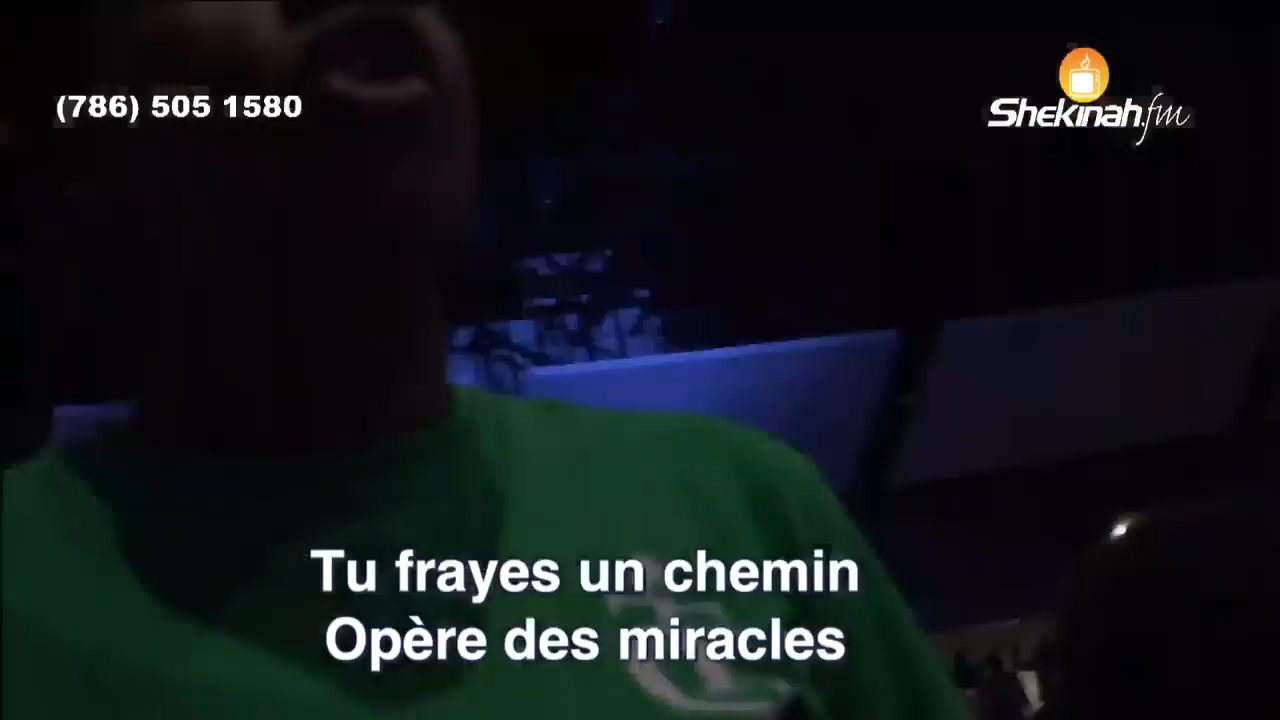 (786) 505 1580
Shekinah.fm
Tu frayes un chemin
Opère des miracles